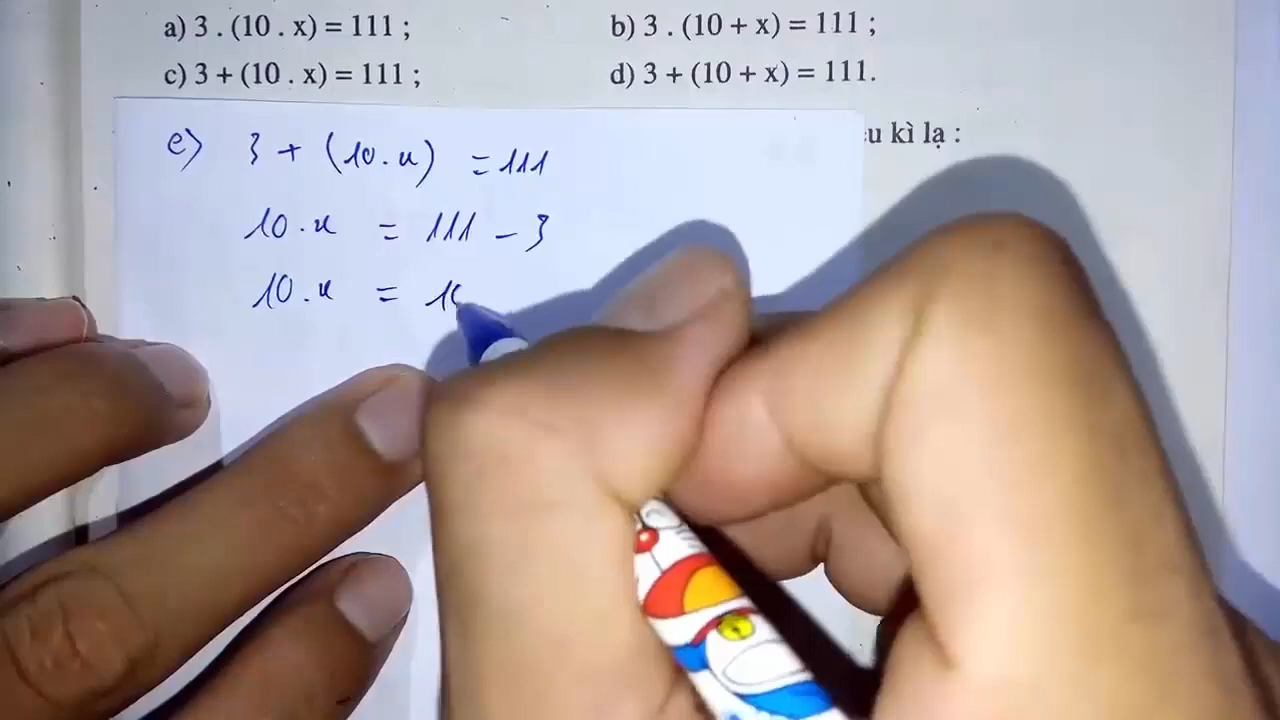 a) 3 . (10 . x) = 111 ; b) 3 . (10 + x) = 111 ;
c) 3 + (10 . x) = 111 ; d) 3 + (10 + x) = 111.
kì lạ :
c) 3 + (10.x) = 111
10.x = 111 - 3
10.x = 10